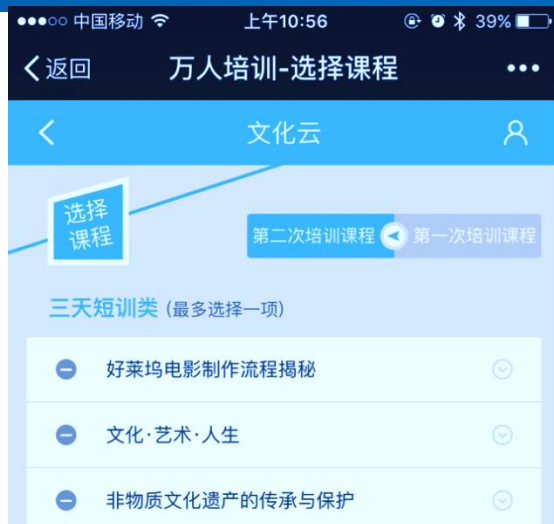 中国移动 上午10:56 39%
返回 万人培训-选择课程
文化云
选择
课程
第二次培训课程 第一次培训课程
三天短训类 (最多选择一项)
好莱坞电影制作流程揭秘
文化·艺术·人生
非物质文化遗产的传承与保护